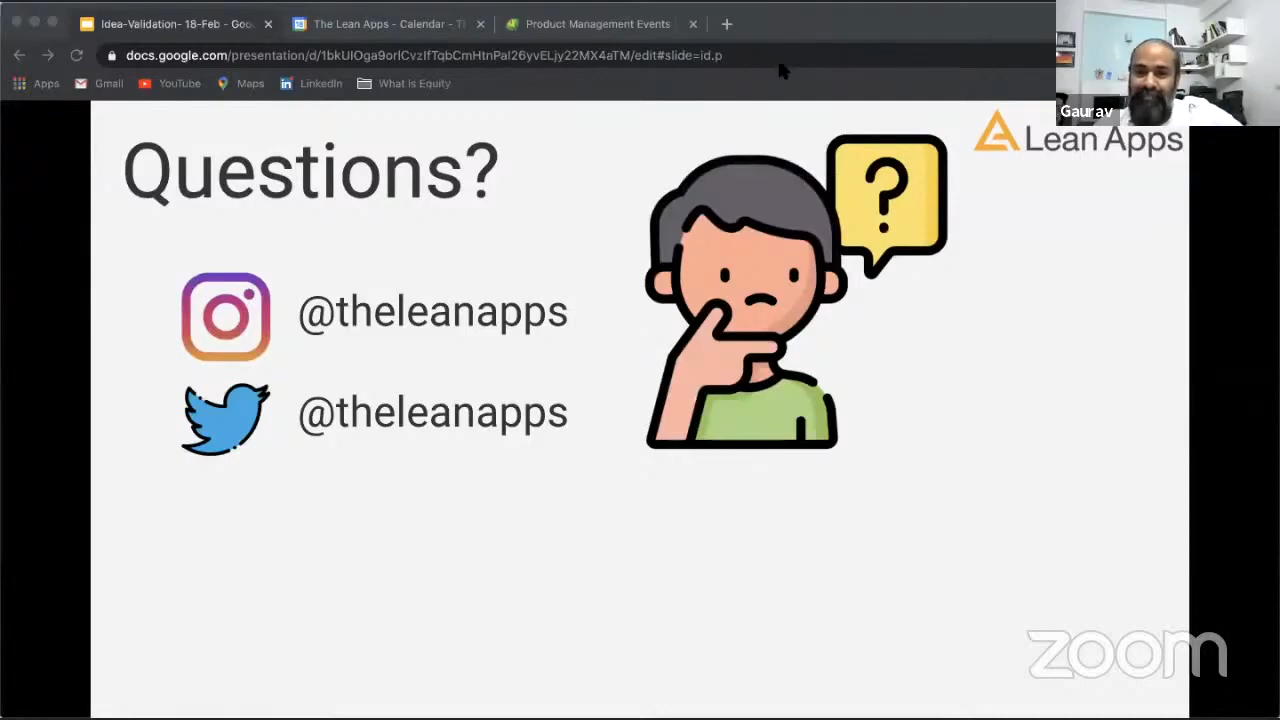 Idea-Validation- 18-Feb - Goo
The Lean Apps - Calendar - T
Product Management Events
docs.google.com/presentation/d/1bkUlOga9orlCvzlfTqbCmHtnPaI26yvELjy22MX4aTM/edit#slide=id.p
Apps
Gmail
YouTube
Maps
LinkedIn
What is Equity
Gaurav
Lean Apps
Questions?
?
@theleanapps
@theleanapps
zoom